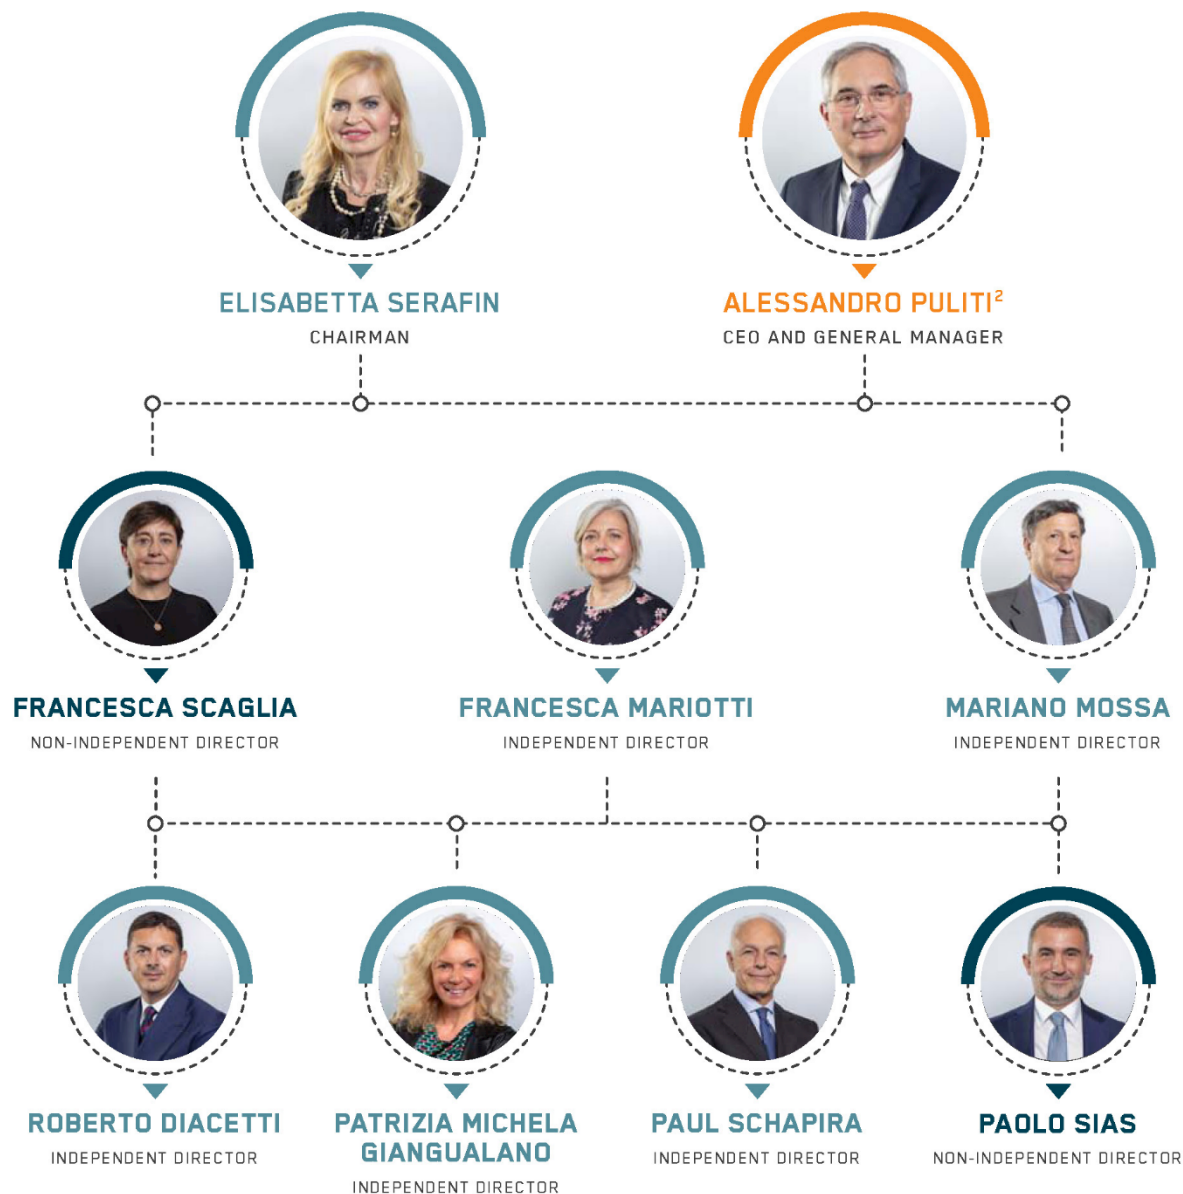 ELISABETTA SERAFIN
CHAIRMAN
ALESSANDRO PULITI²
CEO AND GENERAL MANAGER
FRANCESCA SCAGLIA
NON-INDEPENDENT DIRECTOR
FRANCESCA MARIOTTI
INDEPENDENT DIRECTOR
MARIANO MOSSA
INDEPENDENT DIRECTOR
ROBERTO DIACETTI
INDEPENDENT DIRECTOR
PATRIZIA MICHELA
GIANGUALANO
INDEPENDENT DIRECTOR
PAUL SCHAPIRA
INDEPENDENT DIRECTOR
PAOLO SIAS
NON-INDEPENDENT DIRECTOR